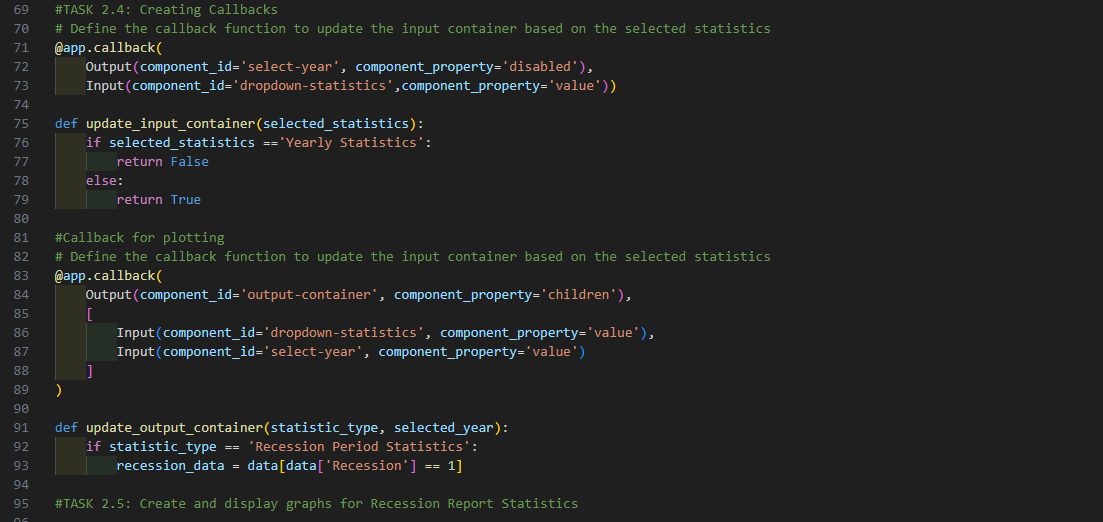 69 #TASK 2.4: Creating Callbacks
70 # Define the callback function to update the input container based on the selected statistics
71 @app.callback(
72     Output(component_id='select-year', component_property='disabled'),
73     Input(component_id='dropdown-statistics',component_property='value'))
74
75 def update_input_container(selected_statistics):
76     if selected_statistics =='Yearly Statistics':
77         return False
78     else:
79         return True
80
81 #Callback for plotting
82 # Define the callback function to update the input container based on the selected statistics
83 @app.callback(
84     Output(component_id='output-container', component_property='children'),
85     [
86         Input(component_id='dropdown-statistics', component_property='value'),
87         Input(component_id='select-year', component_property='value')
88     ]
89 )
90
91 def update_output_container(statistic_type, selected_year):
92     if statistic_type == 'Recession Period Statistics':
93         recession_data = data[data['Recession'] == 1]
94
95 #TASK 2.5: Create and display graphs for Recession Report Statistics